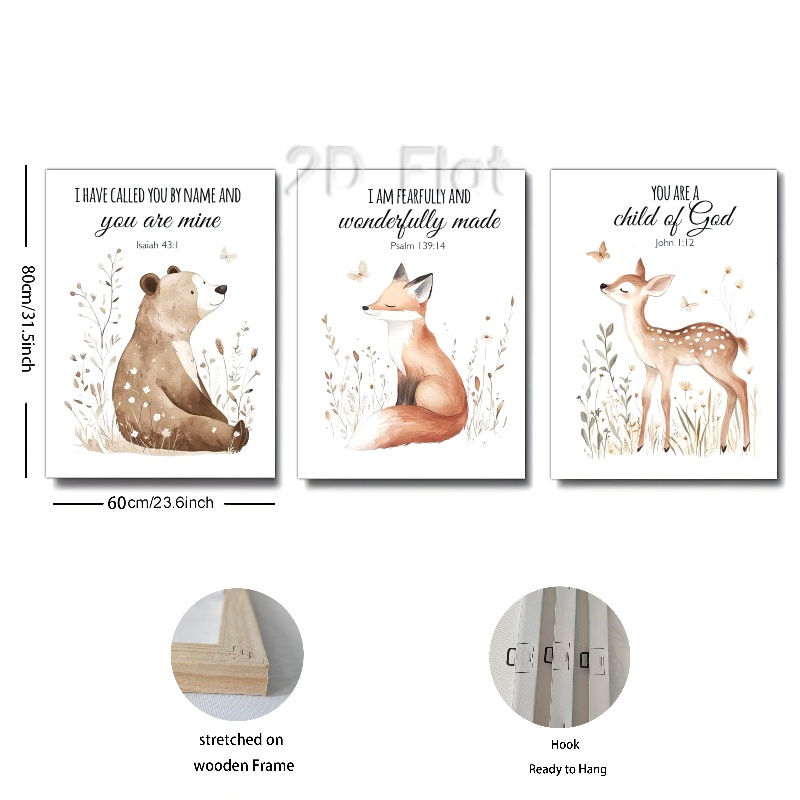 2D Flat
I HAVE CALLED YOU BY NAME AND
you are mine
Isaiah 43:1
I AM FEARFULLY AND
wonderfully made
Psalm 139:14
YOU ARE A
child of God
John 1:12
80cm/31.5inch
60cm/23.6inch
stretched on
wooden Frame
Hook
Ready to Hang